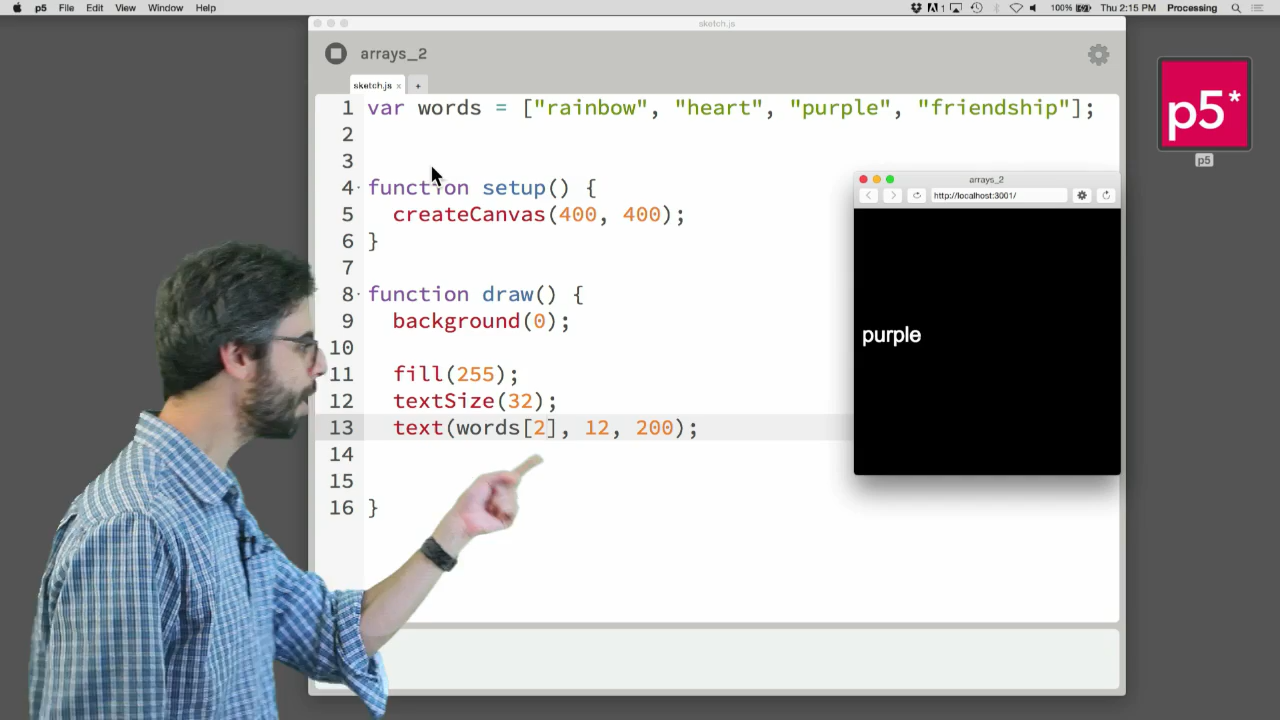 p5 File Edit View Window Help
1 100% Thu 2:15 PM Processing
sketch.js
arrays_2
sketch.js x +
1 var words = ["rainbow", "heart", "purple", "friendship"];
2
3
4 function setup() {
5 createCanvas(400, 400);
6 }
7
8 function draw() {
9 background(0);
10
11 fill(255);
12 textSize(32);
13 text(words[2], 12, 200);
14
15
16 }
arrays_2
http://localhost:3001/
purple
p5*
p5